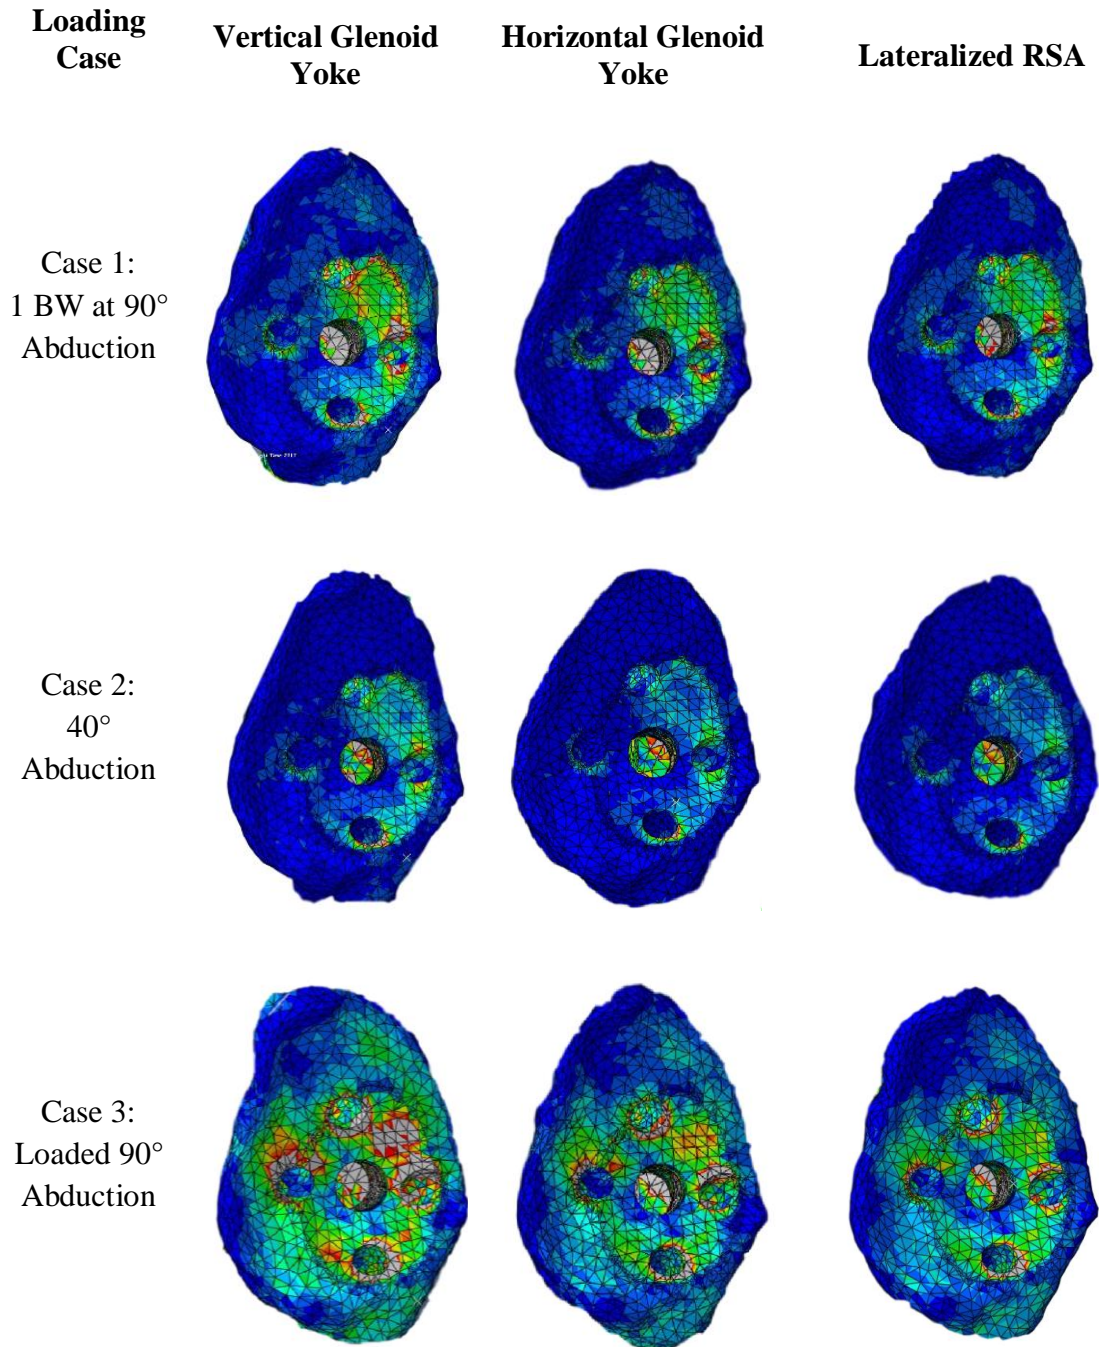 Loading
Case
Vertical Glenoid
Yoke
Horizontal Glenoid
Yoke
Lateralized RSA
Case 1:
1 BW at 90°
Abduction
Case 2:
40°
Abduction
Case 3:
Loaded 90°
Abduction